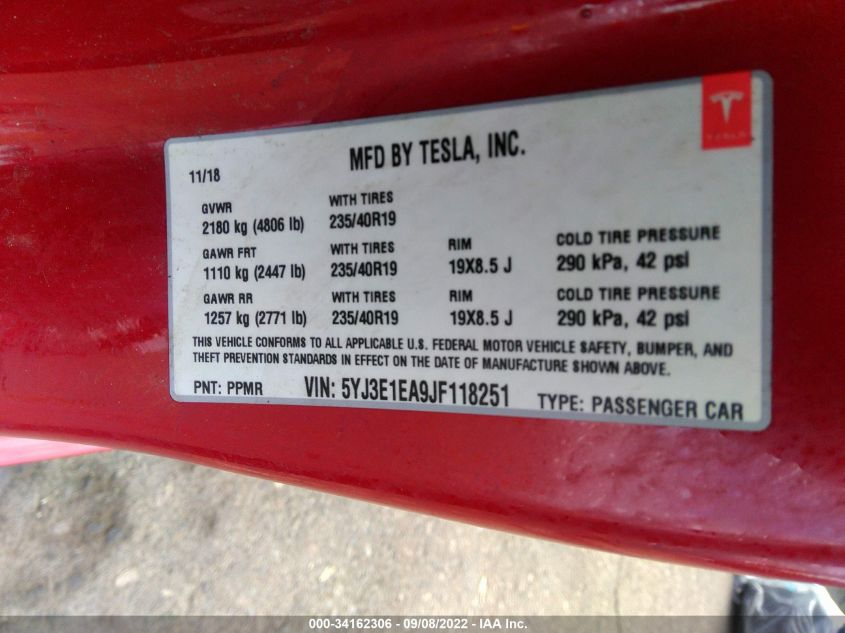 TESLA
MFD BY TESLA, INC.
11/18
GVWR WITH TIRES
2180 kg (4806 lb) 235/40R19
GAWR FRT WITH TIRES RIM COLD TIRE PRESSURE
1110 kg (2447 lb) 235/40R19 19X8.5 J 290 kPa, 42 psi
GAWR RR WITH TIRES RIM COLD TIRE PRESSURE
1257 kg (2771 lb) 235/40R19 19X8.5 J 290 kPa, 42 psi
THIS VEHICLE CONFORMS TO ALL APPLICABLE U.S. FEDERAL MOTOR VEHICLE SAFETY, BUMPER, AND
THEFT PREVENTION STANDARDS IN EFFECT ON THE DATE OF MANUFACTURE SHOWN ABOVE.
PNT: PPMR VIN: 5YJ3E1EA9JF118251 TYPE: PASSENGER CAR
000-34162306 - 09/08/2022 - IAA Inc.